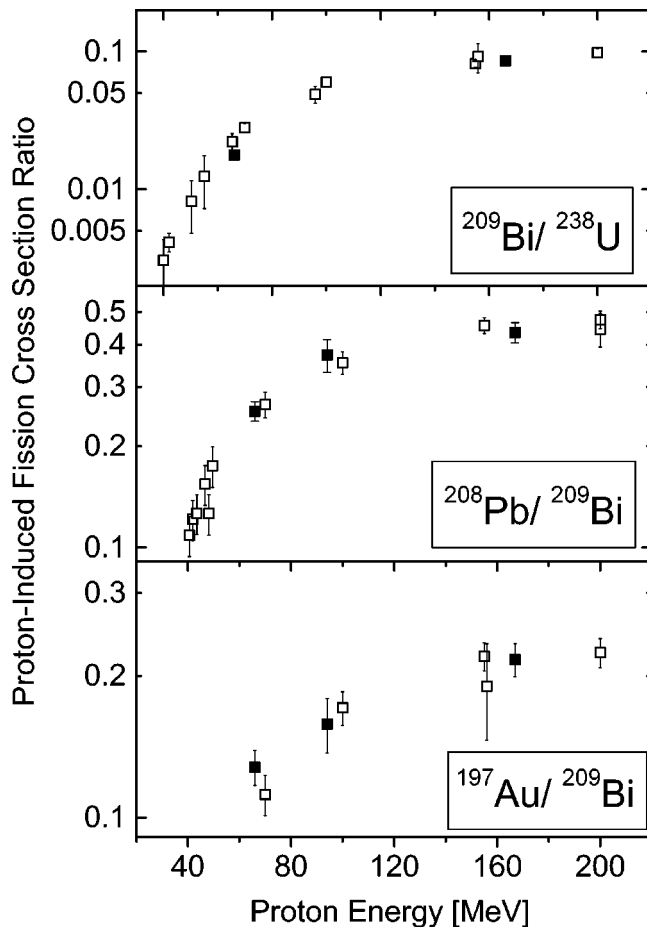 Proton-Induced Fission Cross Section Ratio
0.1
0.05
0.01
0.005
²⁰⁹Bi/ ²³⁸U
0.5
0.4
0.3
0.2
0.1
²⁰⁸Pb/ ²⁰⁹Bi
0.3
0.2
0.1
¹⁹⁷Au/ ²⁰⁹Bi
40 80 120 160 200
Proton Energy [MeV]